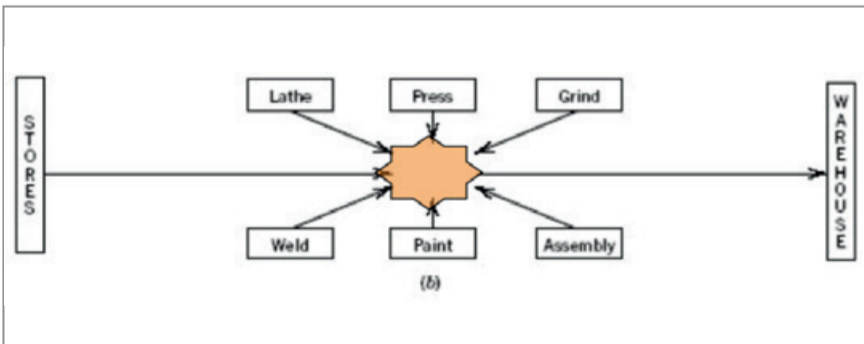 STORES
Lathe
Press
Grind
Weld
Paint
Assembly
WAREHOUSE
(b)